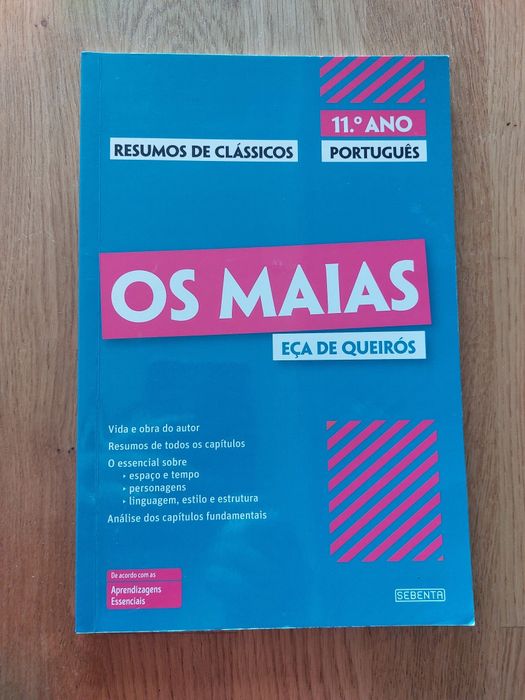 11.º ANO
RESUMOS DE CLÁSSICOS
PORTUGUÊS
OS MAIAS
EÇA DE QUEIRÓS
Vida e obra do autor
Resumos de todos os capítulos
O essencial sobre
▸ espaço e tempo
▸ personagens
▸ linguagem, estilo e estrutura
Análise dos capítulos fundamentais
De acordo com as
Aprendizagens
Essenciais
SEBENTA